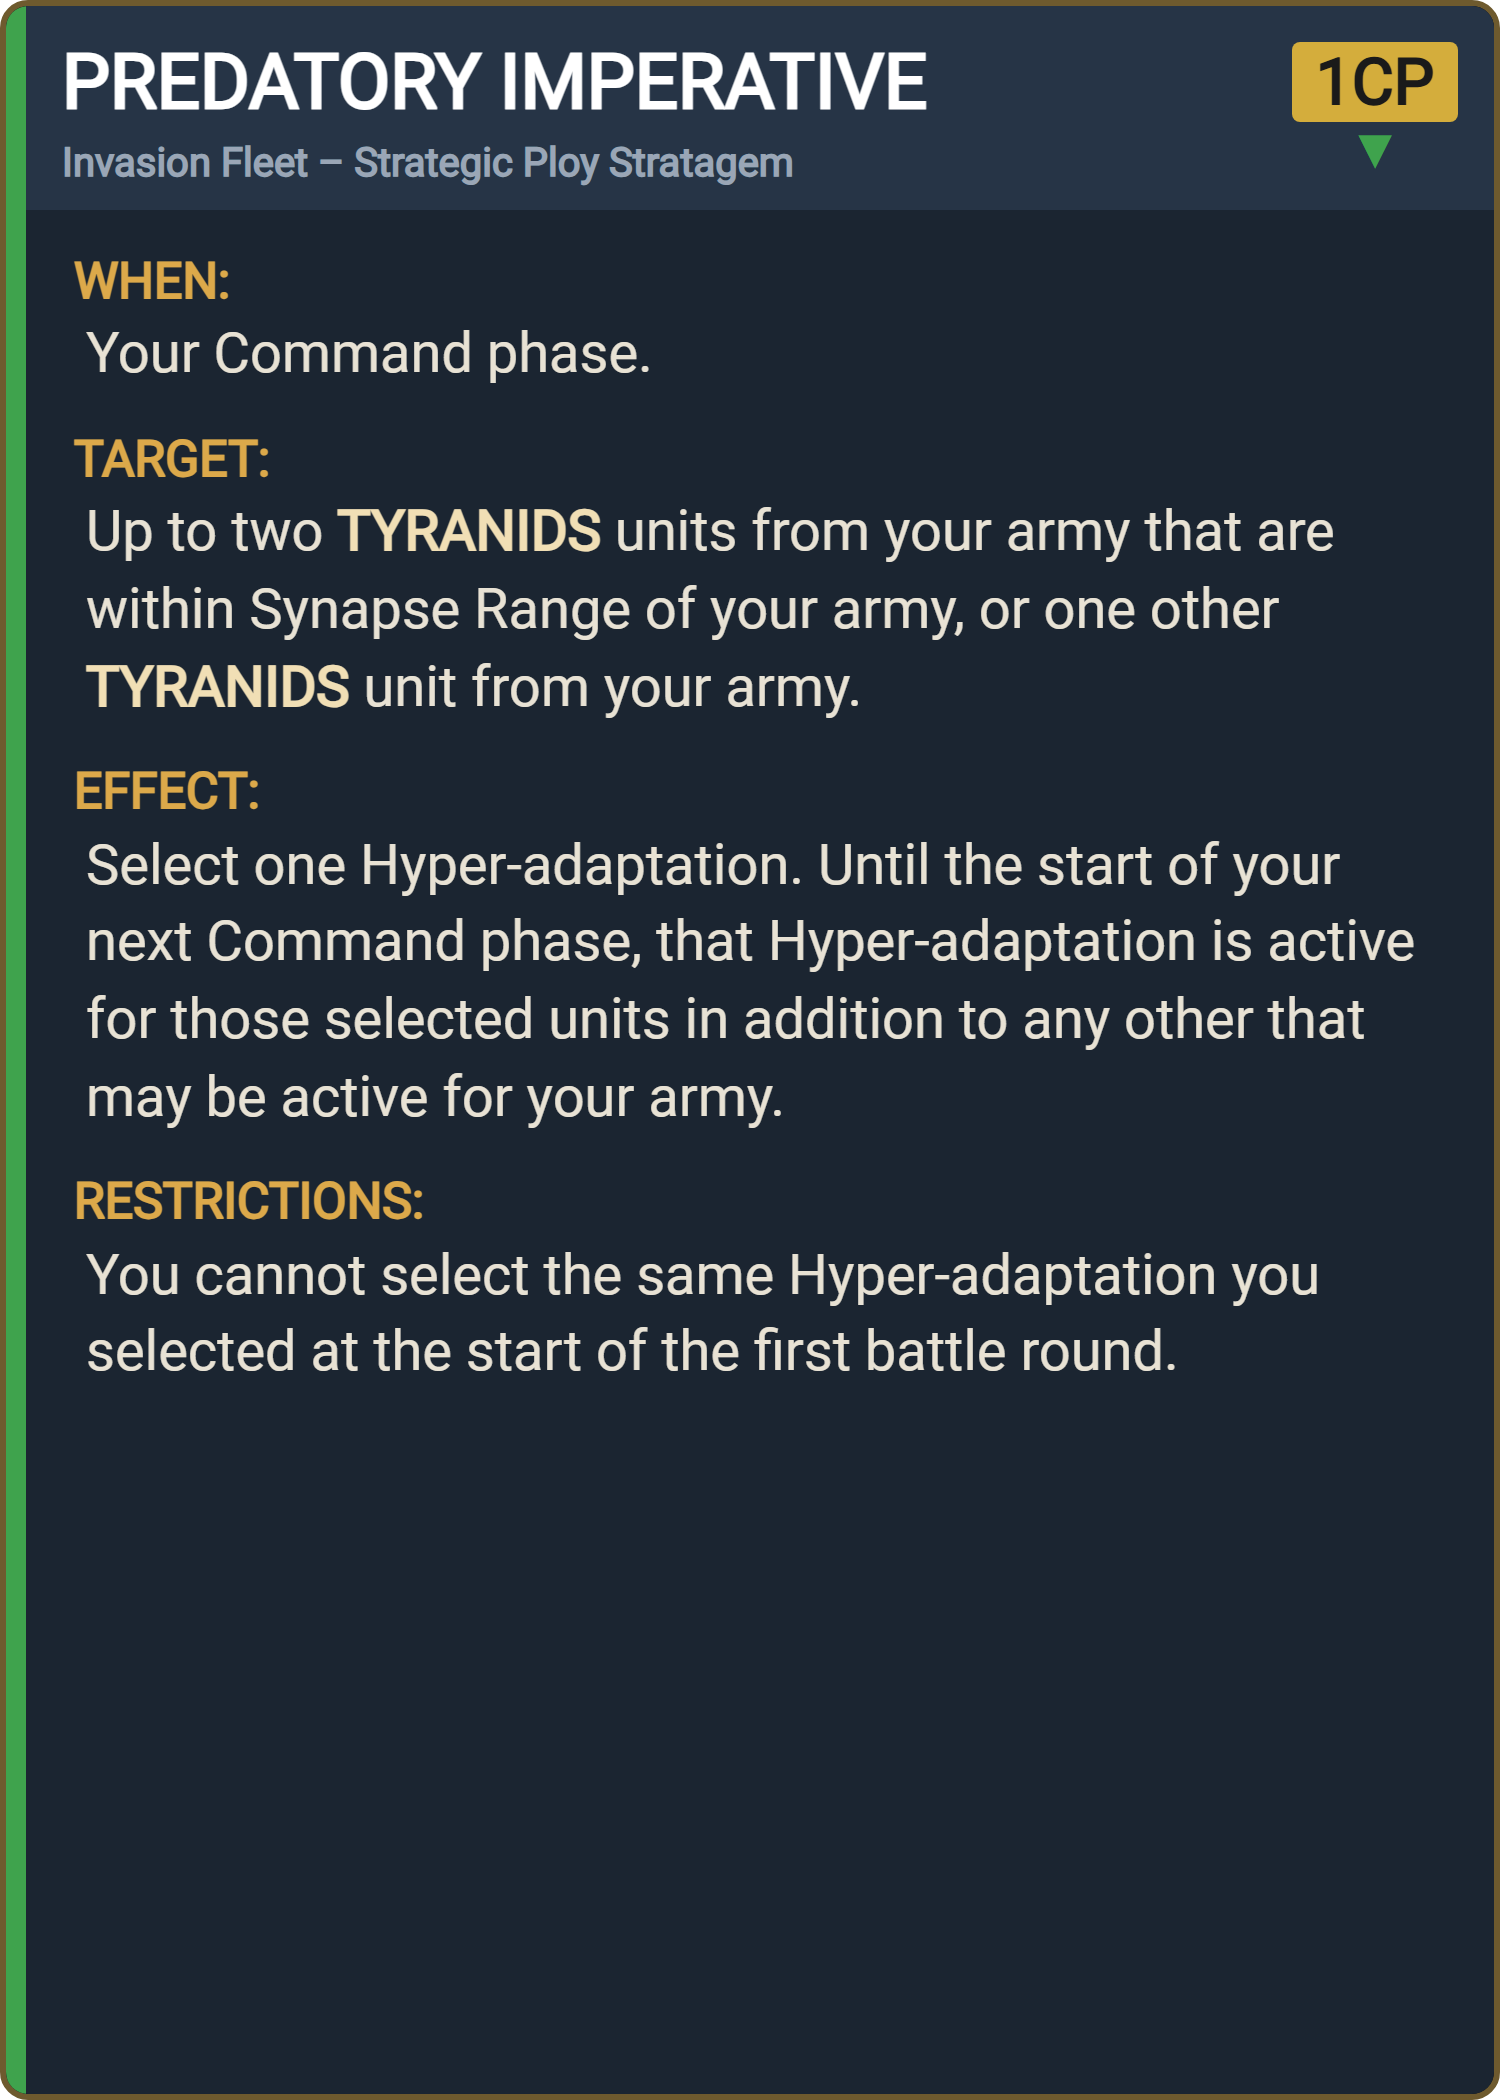 PREDATORY IMPERATIVE
1CP
Invasion Fleet – Strategic Ploy Stratagem
WHEN:
Your Command phase.
TARGET:
Up to two TYRANIDS units from your army that are
within Synapse Range of your army, or one other
TYRANIDS unit from your army.
EFFECT:
Select one Hyper-adaptation. Until the start of your
next Command phase, that Hyper-adaptation is active
for those selected units in addition to any other that
may be active for your army.
RESTRICTIONS:
You cannot select the same Hyper-adaptation you
selected at the start of the first battle round.